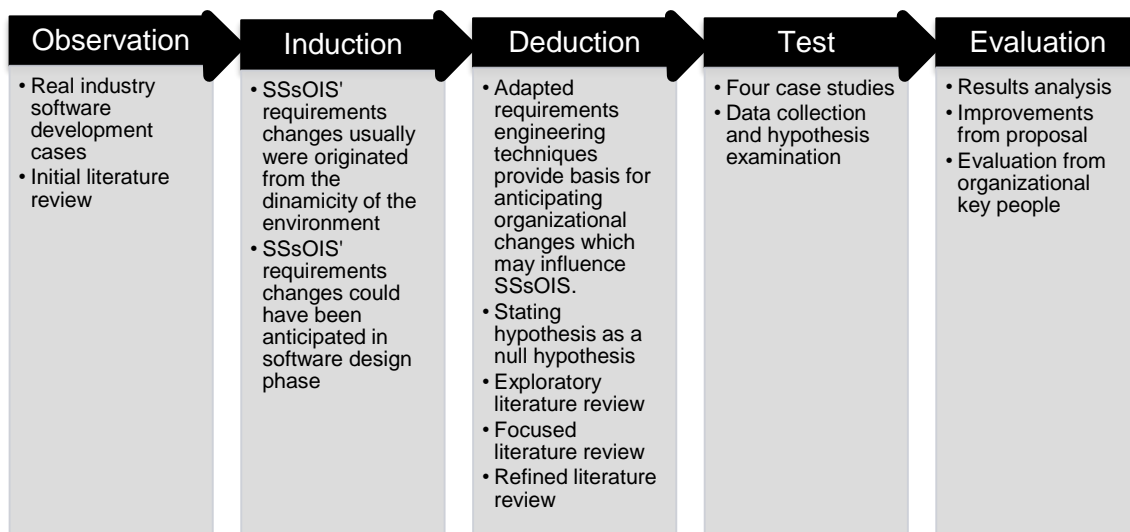 Observation
• Real industry
software
development
cases
• Initial literature
review
Induction
• SSsOIS'
requirements
changes usually
were originated
from the
dinamicity of the
environment
• SSsOIS'
requirements
changes could
have been
anticipated in
software design
phase
Deduction
• Adapted
requirements
engineering
techniques
provide basis for
anticipating
organizational
changes which
may influence
SSsOIS.
• Stating
hypothesis as a
null hypothesis
• Exploratory
literature review
• Focused
literature review
• Refined literature
review
Test
• Four case studies
• Data collection
and hypothesis
examination
Evaluation
• Results analysis
• Improvements
from proposal
• Evaluation from
organizational
key people